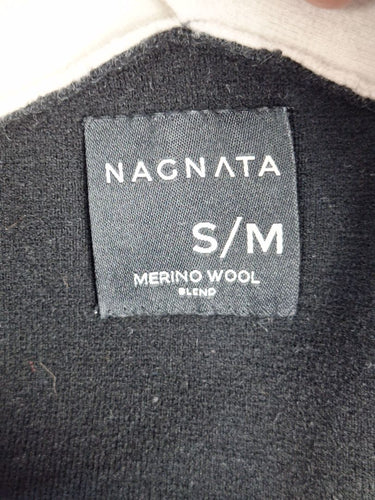 NAGNATA
S/M
MERINO WOOL
BLEND